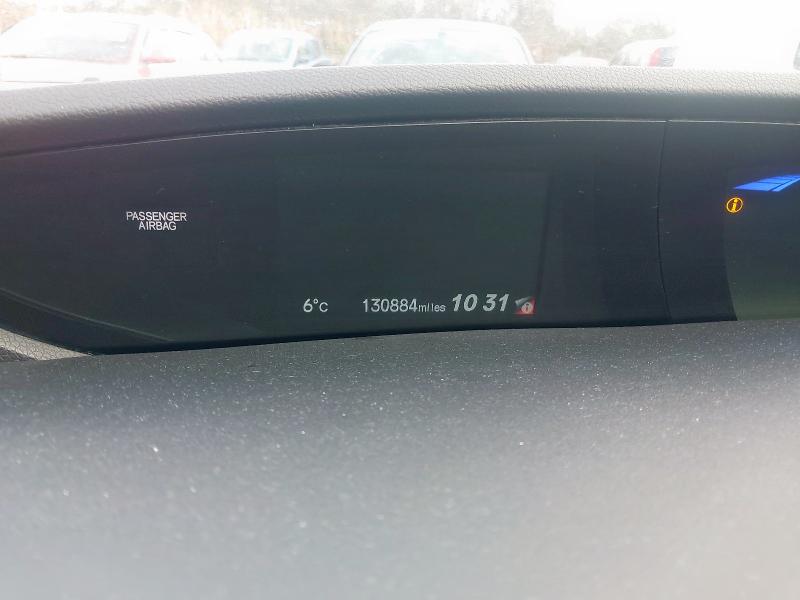 PASSENGER
AIRBAG
6°C 130884miles 10 31
i